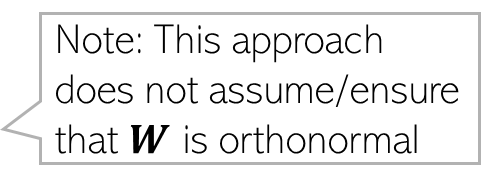 Note: This approach
does not assume/ensure
that W is orthonormal